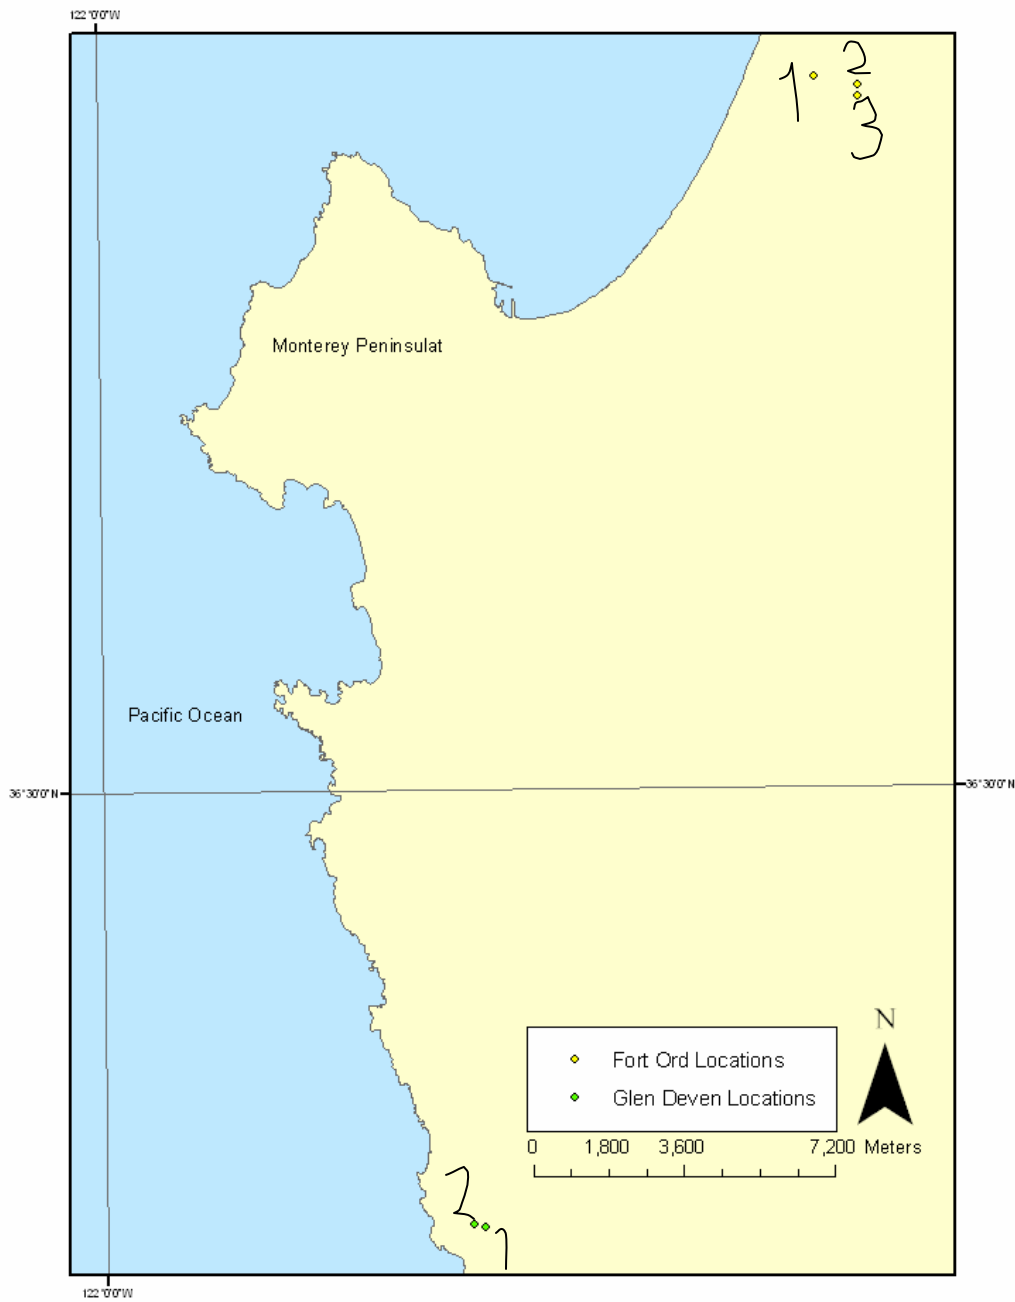 122°0'0"W
2
1
3
Monterey Peninsulat
Pacific Ocean
36°30'0"N
36°30'0"N
N
Fort Ord Locations
Glen Deven Locations
0 1,800 3,600 7,200 Meters
2
1
122°0'0"W